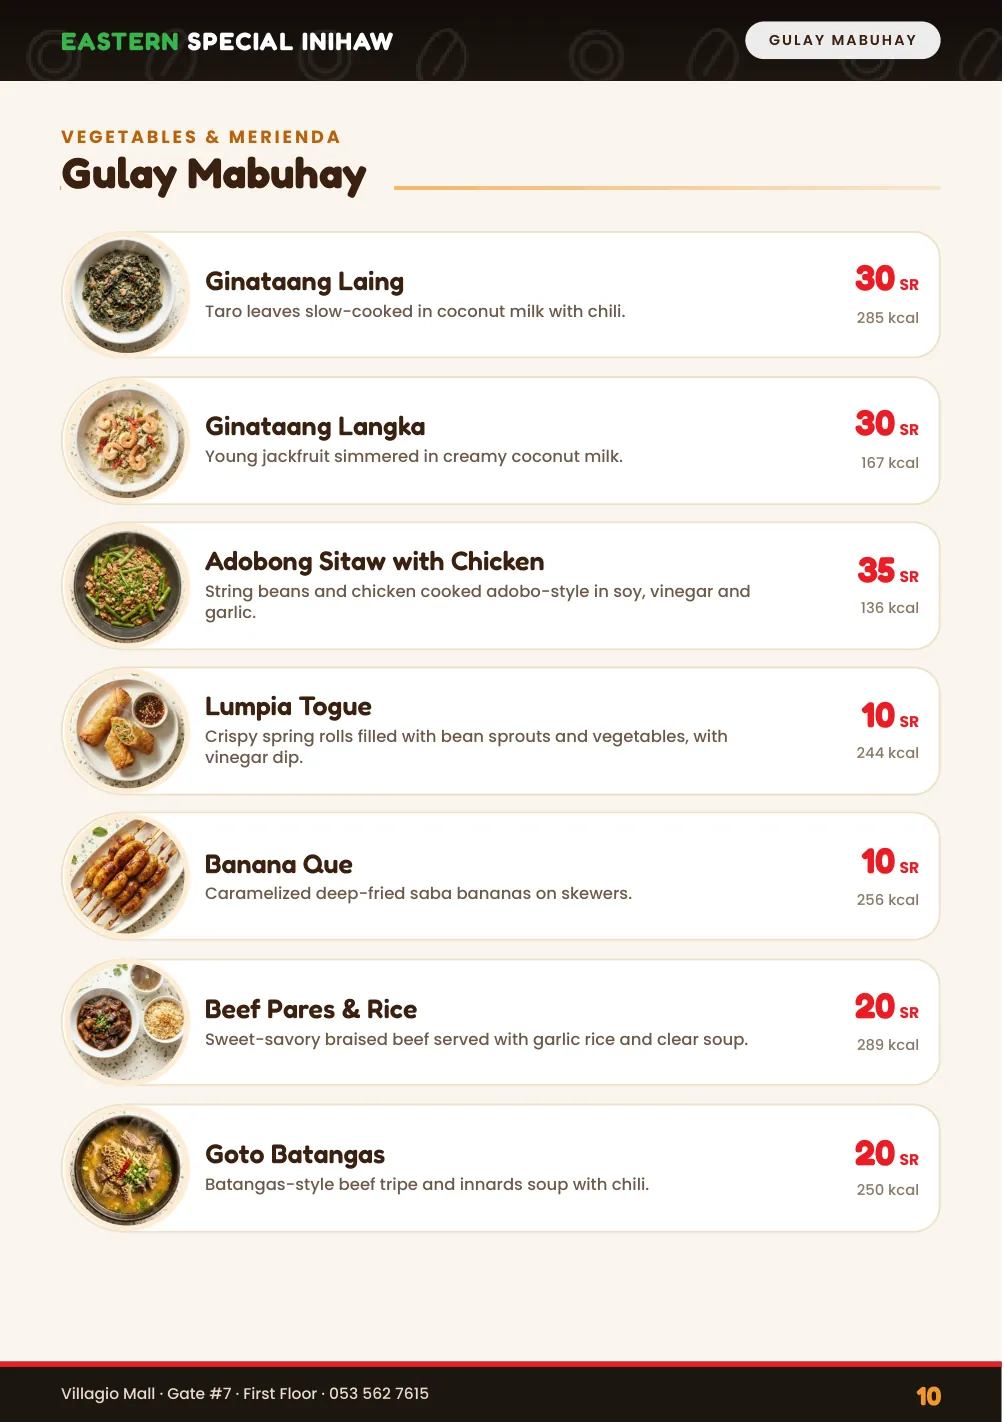 EASTERN SPECIAL INIHAW
GULAY MABUHAY
VEGETABLES & MERIENDA
Gulay Mabuhay
Ginataang Laing
Taro leaves slow-cooked in coconut milk with chili.
30 SR
285 kcal
Ginataang Langka
Young jackfruit simmered in creamy coconut milk.
30 SR
167 kcal
Adobong Sitaw with Chicken
String beans and chicken cooked adobo-style in soy, vinegar and
garlic.
35 SR
136 kcal
Lumpia Togue
Crispy spring rolls filled with bean sprouts and vegetables, with
vinegar dip.
10 SR
244 kcal
Banana Que
Caramelized deep-fried saba bananas on skewers.
10 SR
256 kcal
Beef Pares & Rice
Sweet-savory braised beef served with garlic rice and clear soup.
20 SR
289 kcal
Goto Batangas
Batangas-style beef tripe and innards soup with chili.
20 SR
250 kcal
Villagio Mall · Gate #7 · First Floor · 053 562 7615
10